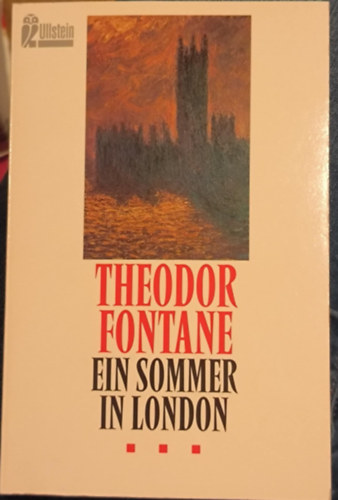 Ullstein
THEODOR
FONTANE
EIN SOMMER
IN LONDON